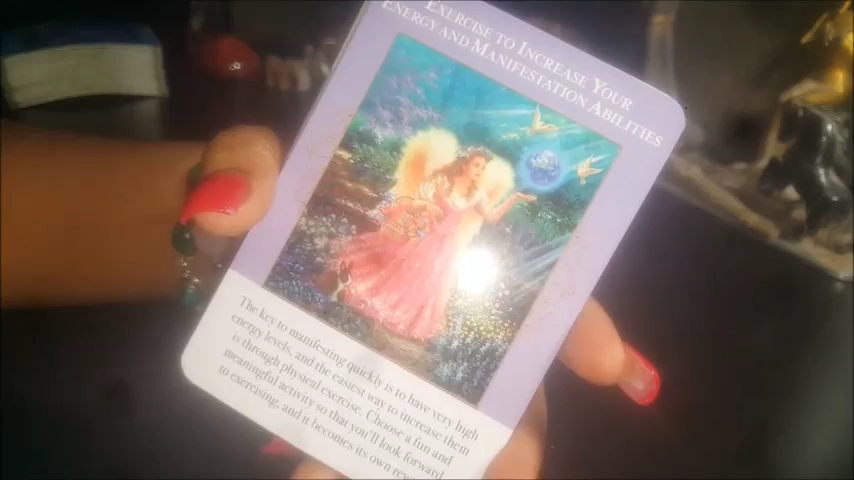 EXERCISE TO INCREASE YOUR
ENERGY AND MANIFESTATION ABILITIES
The key to manifesting quickly is to have very high
energy levels, and the easiest way to increase them
is through physical exercise. Choose a fun and
meaningful activity so that you'll look forward
to exercising, and it becomes its own